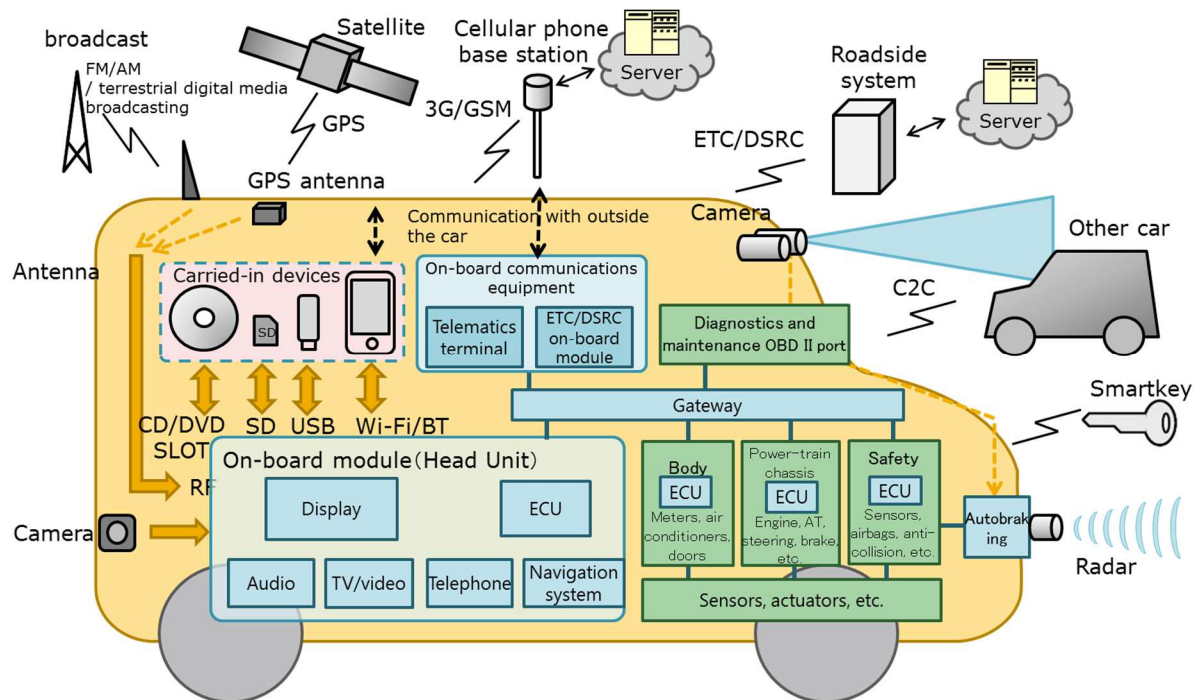 broadcast
FM/AM
/ terrestrial digital media
broadcasting
Satellite
GPS
GPS antenna
Cellular phone
base station
Server
3G/GSM
Roadside
system
Server
ETC/DSRC
Camera
Communication with outside
the car
Other car
C2C
Antenna
Carried-in devices
SD
On-board communications
equipment
Telematics
terminal
ETC/DSRC
on-board
module
Diagnostics and
maintenance OBD II port
Gateway
Smartkey
CD/DVD
SLOT
SD
USB
Wi-Fi/BT
RF
On-board module(Head Unit)
Display
ECU
Audio
TV/video
Telephone
Navigation
system
Camera
Body
ECU
Meters, air
conditioners,
doors
Power-train
chassis
ECU
Engine, AT,
steering, brake,
etc.
Safety
ECU
Sensors,
airbags, anti-
collision, etc.
Autobrak
ing
Radar
Sensors, actuators, etc.